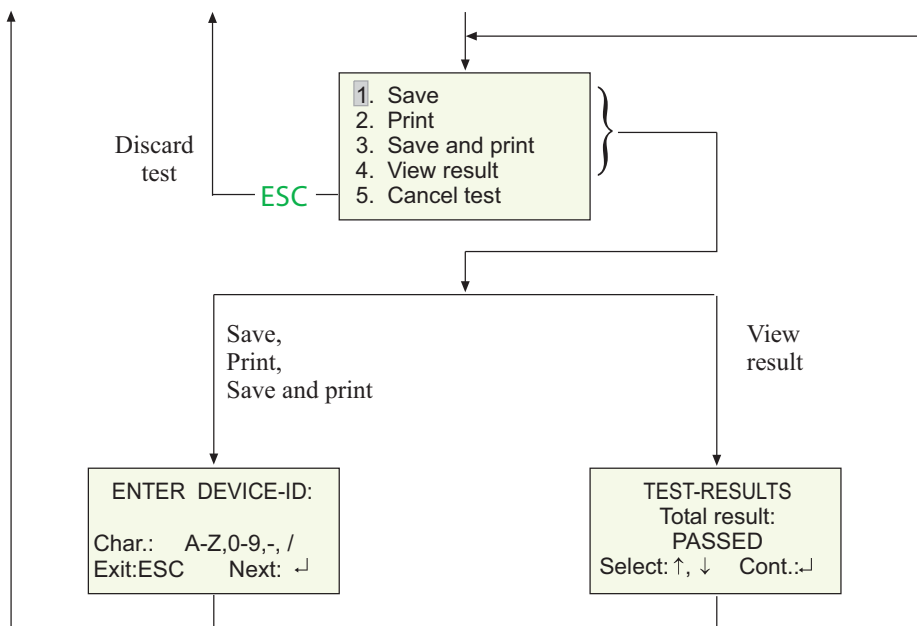 1. Save
2. Print
3. Save and print
4. View result
5. Cancel test
Discard
test
ESC
Save,
Print,
Save and print
View
result
ENTER DEVICE-ID:
Char.: A-Z,0-9,-, /
Exit:ESC Next: ↵
TEST-RESULTS
Total result:
PASSED
Select: ↑, ↓ Cont.:↵